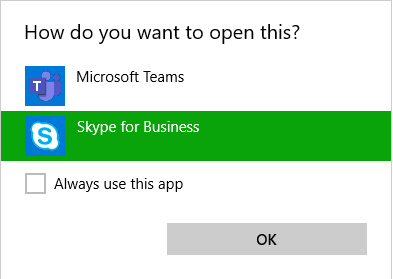 How do you want to open this?
Microsoft Teams
Skype for Business
Always use this app
OK